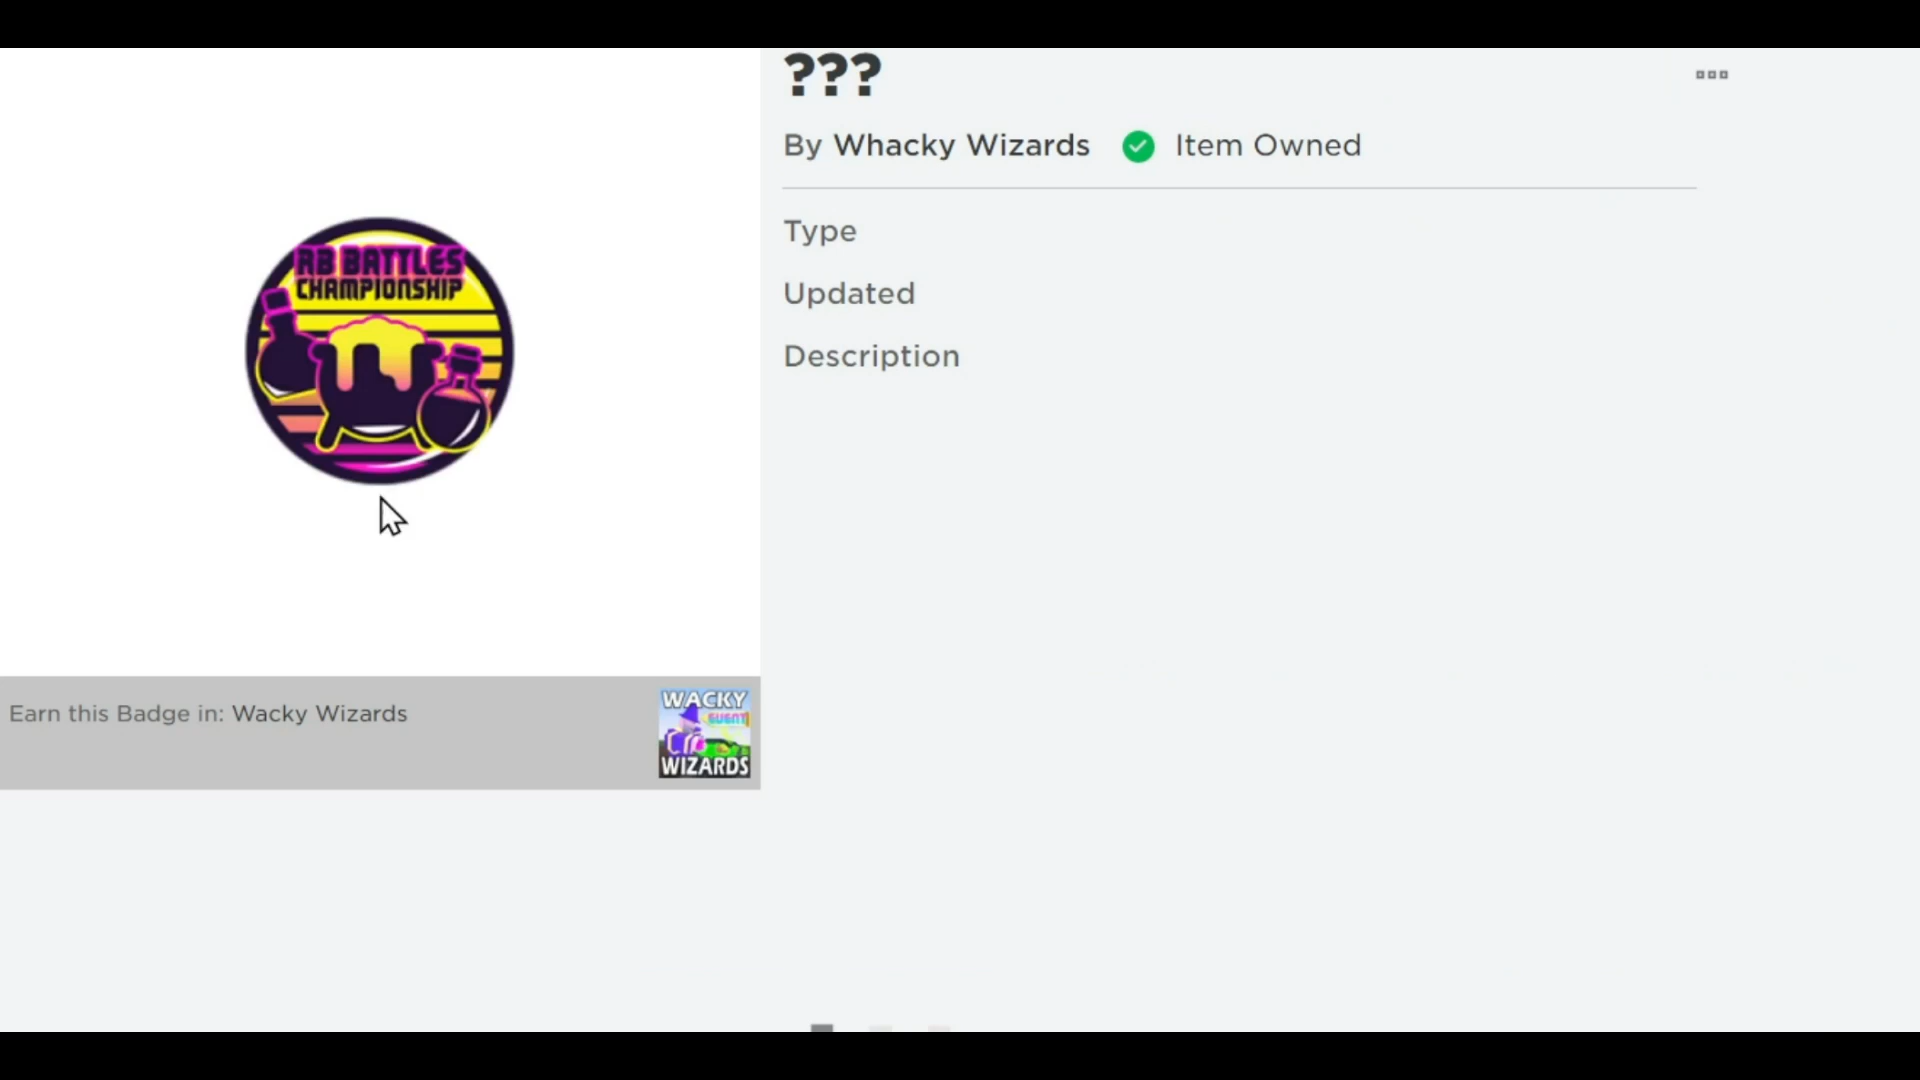 ???
By Whacky Wizards Item Owned
Type
Updated
Description
RB BATTLES
CHAMPIONSHIP
Earn this Badge in: Wacky Wizards
WACKY
EVENT
WIZARDS